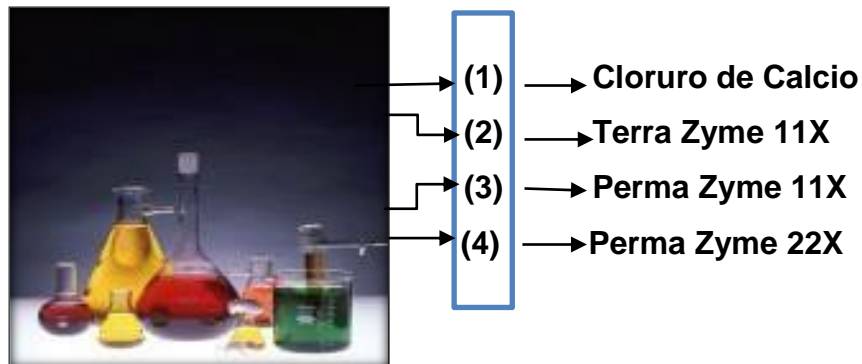 (1) Cloruro de Calcio
(2) Terra Zyme 11X
(3) Perma Zyme 11X
(4) Perma Zyme 22X